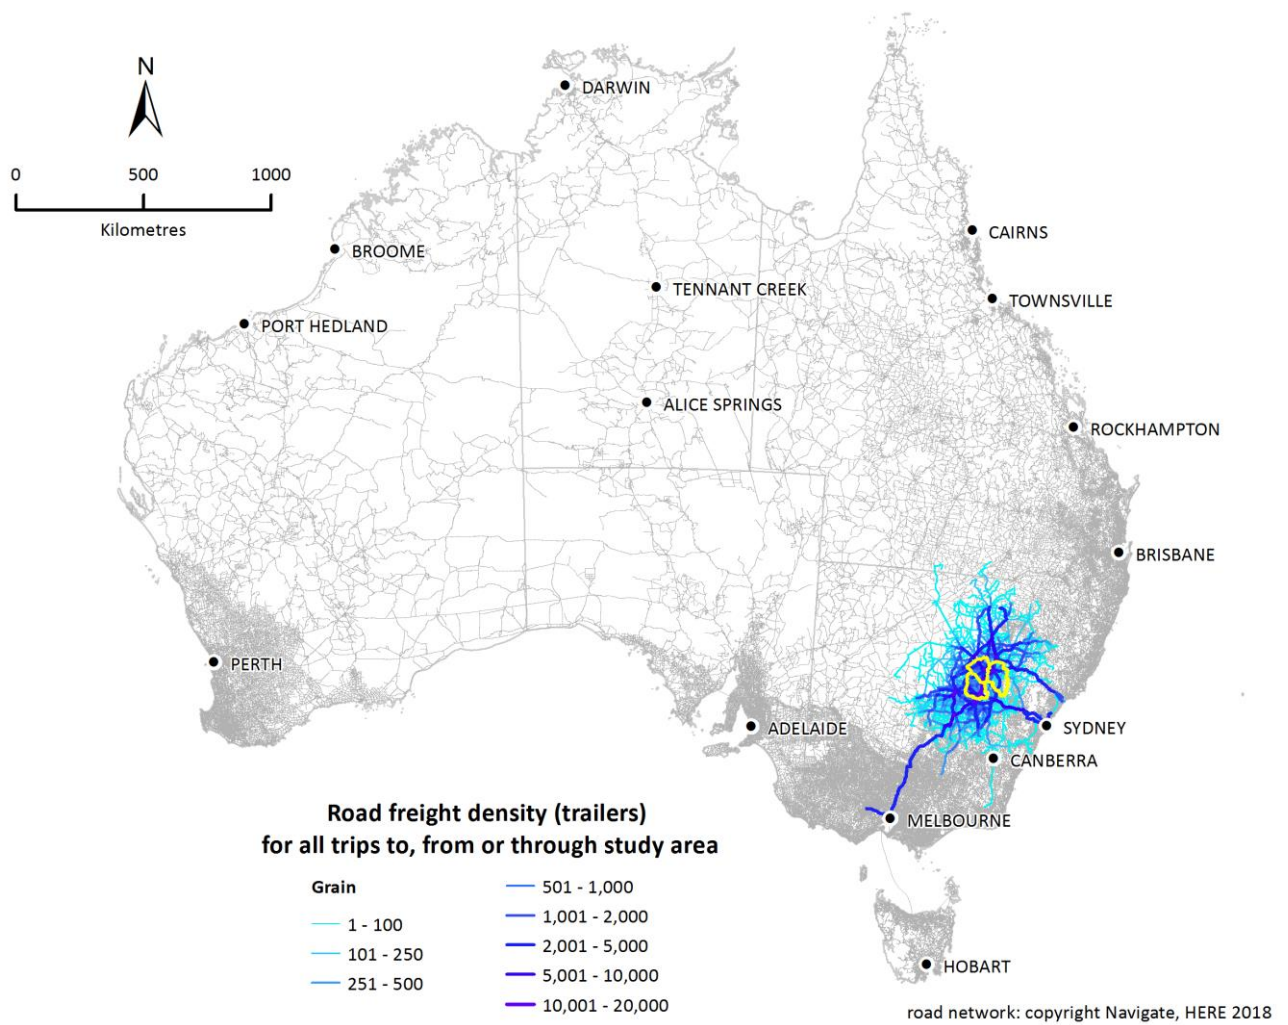 N
DARWIN
0 500 1000
Kilometres
CAIRNS
BROOME
TENNANT CREEK
TOWNSVILLE
PORT HEDLAND
ALICE SPRINGS
ROCKHAMPTON
BRISBANE
PERTH
ADELAIDE
SYDNEY
CANBERRA
MELBOURNE
Road freight density (trailers)
for all trips to, from or through study area
Grain
1 - 100
101 - 250
251 - 500
501 - 1,000
1,001 - 2,000
2,001 - 5,000
5,001 - 10,000
10,001 - 20,000
HOBART
road network: copyright Navigate, HERE 2018